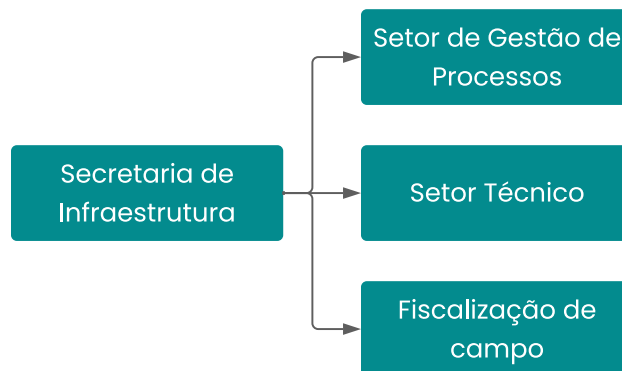 Setor de Gestão de
Processos
Secretaria de
Infraestrutura
Setor Técnico
Fiscalização de
campo